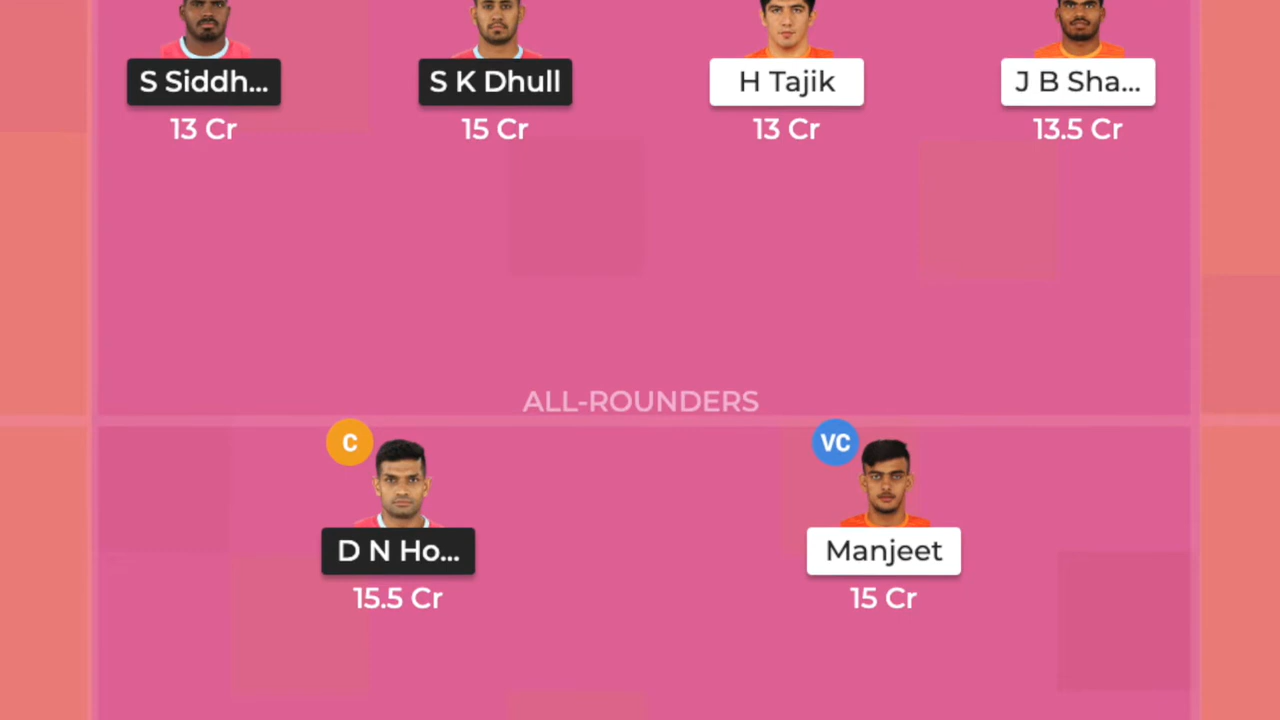 S Siddh... S K Dhull H Tajik J B Sha...
13 Cr 15 Cr 13 Cr 13.5 Cr
ALL-ROUNDERS
C VC
D N Ho... Manjeet
15.5 Cr 15 Cr